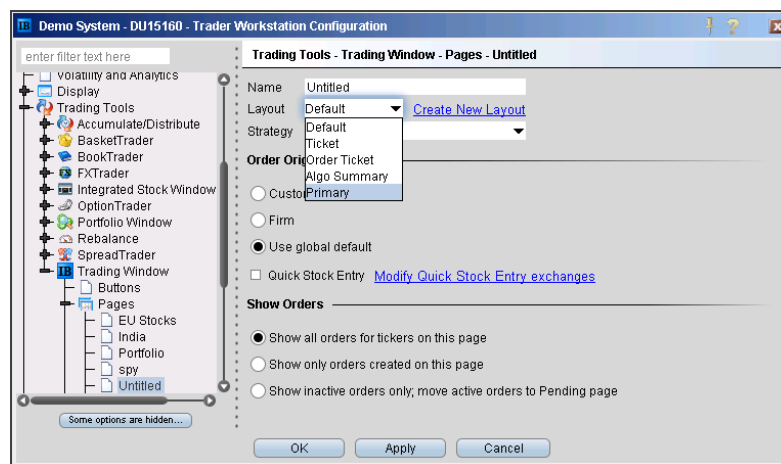 IB Demo System - DU15160 - Trader Workstation Configuration
enter filter text here
Volatility and Analytics
Display
Trading Tools
Accumulate/Distribute
BasketTrader
BookTrader
FXTrader
Integrated Stock Window
OptionTrader
Portfolio Window
Rebalance
SpreadTrader
IB Trading Window
Buttons
Pages
EU Stocks
India
Portfolio
spy
Untitled
Some options are hidden...
Trading Tools - Trading Window - Pages - Untitled
Name Untitled
Layout Default Create New Layout
Strategy
Default
Ticket
Order Ticket
Algo Summary
Primary
Order Ori
Custo
Firm
Use global default
Quick Stock Entry Modify Quick Stock Entry exchanges
Show Orders
Show all orders for tickers on this page
Show only orders created on this page
Show inactive orders only; move active orders to Pending page
OK Apply Cancel